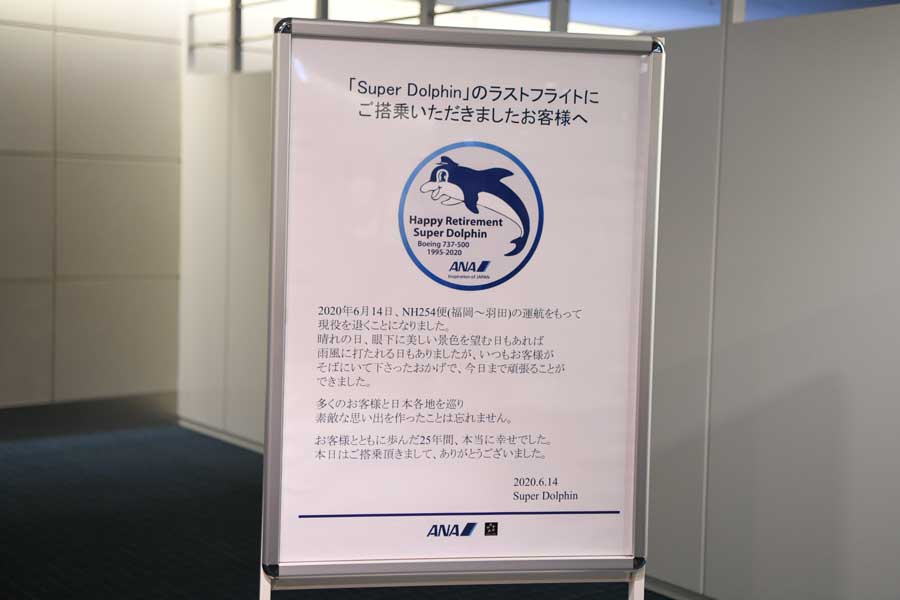 「Super Dolphin」のラストフライトに
ご搭乗いただきましたお客様へ
Happy Retirement
Super Dolphin
Boeing 737-500
1995-2020
ANA
Inspiration of JAPAN
2020年6月14日、NH254便(福岡～羽田)の運航をもって
現役を退くことになりました。
晴れの日、眼下に美しい景色を望む日もあれば
雨風に打たれる日もありましたが、いつもお客様が
そばにいて下さったおかげで、今日まで頑張ることが
できました。
多くのお客様と日本各地を巡り
素敵な思い出を作ったことは忘れません。
お客様とともに歩んだ25年間、本当に幸せでした。
本日はご搭乗頂きまして、ありがとうございました。
2020.6.14
Super Dolphin
ANA